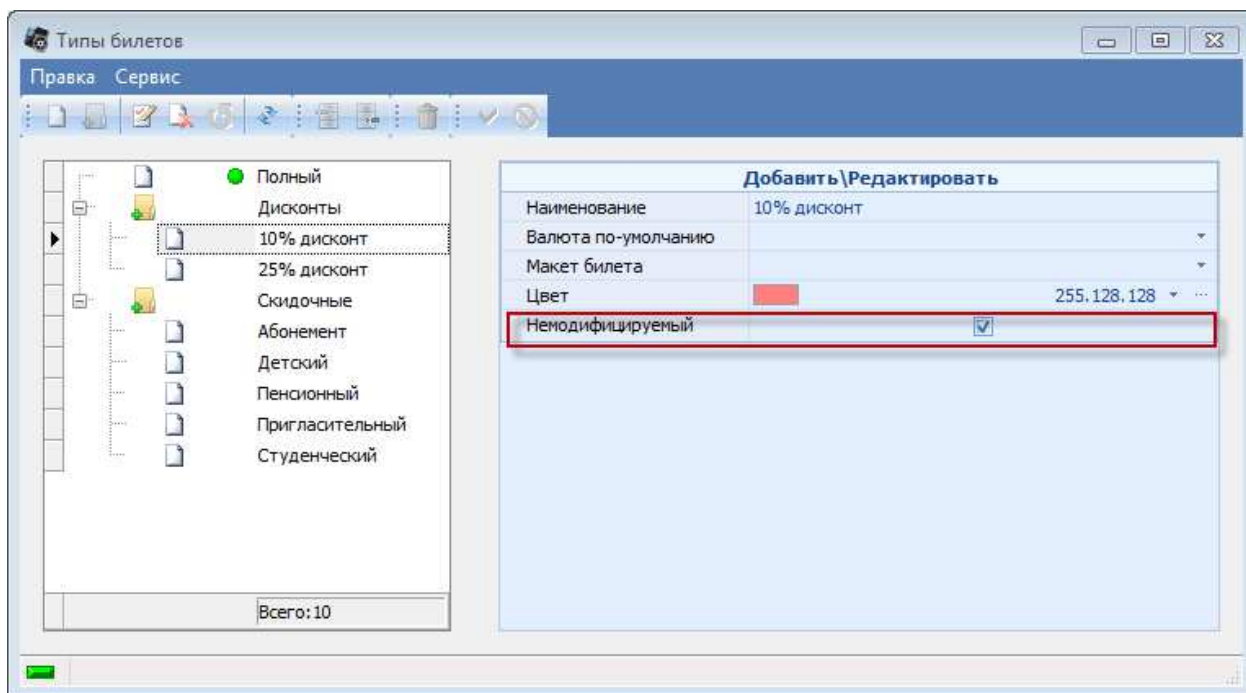 Типы билетов
Правка Сервис
Полный
Дисконты
10% дисконт
25% дисконт
Скидочные
Абонемент
Детский
Пенсионный
Пригласительный
Студенческий
Всего:10
Добавить\Редактировать
Наименование 10% дисконт
Валюта по-умолчанию
Макет билета
Цвет 255.128.128
Немодифицируемый